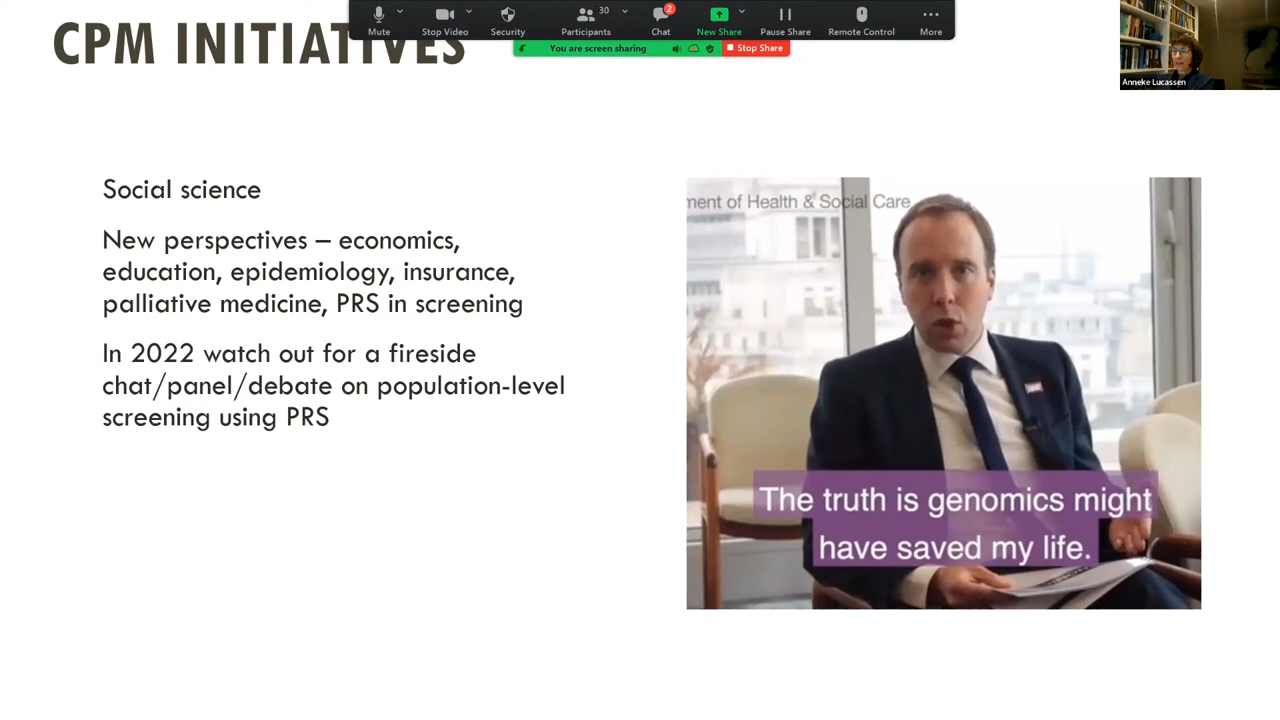 CPM INITIATIVES
Mute
Stop Video
Security
30
Participants
2
Chat
New Share
Pause Share
Remote Control
More
You are screen sharing
Stop Share
Anneke Lucassen
Social science
New perspectives – economics,
education, epidemiology, insurance,
palliative medicine, PRS in screening
In 2022 watch out for a fireside
chat/panel/debate on population-level
screening using PRS
ment of Health & Social Care
The truth is genomics might
have saved my life.